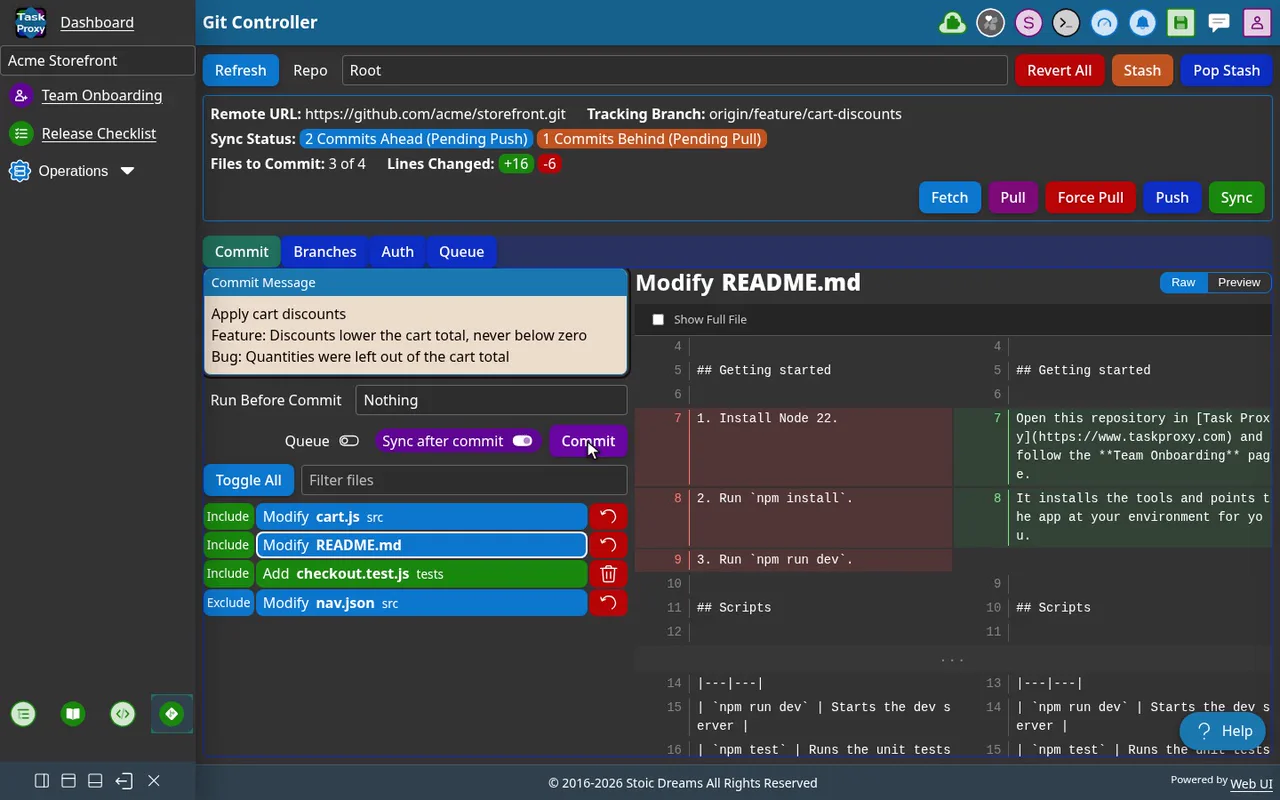 Task Proxy
Dashboard
Git Controller
S
Acme Storefront
Team Onboarding
Release Checklist
Operations
Refresh
Repo
Root
Revert All
Stash
Pop Stash
Remote URL: https://github.com/acme/storefront.git
Tracking Branch: origin/feature/cart-discounts
Sync Status: 2 Commits Ahead (Pending Push) 1 Commits Behind (Pending Pull)
Files to Commit: 3 of 4
Lines Changed: +16 -6
Fetch
Pull
Force Pull
Push
Sync
Commit
Branches
Auth
Queue
Commit Message
Apply cart discounts
Feature: Discounts lower the cart total, never below zero
Bug: Quantities were left out of the cart total
Run Before Commit
Nothing
Queue
Sync after commit
Commit
Toggle All
Filter files
Include Modify cart.js src
Include Modify README.md
Include Add checkout.test.js tests
Exclude Modify nav.json src
Modify README.md
Raw
Preview
Show Full File
4
5 ## Getting started
6
7 1. Install Node 22.
8 2. Run `npm install`.
9 3. Run `npm run dev`.
10
11 ## Scripts
12
...
14 |---|---|
15 | `npm run dev` | Starts the dev s
erver |
16 | `npm test` | Runs the unit tests
4
5 ## Getting started
6
7 Open this repository in [Task Prox
y](https://www.taskproxy.com) and
follow the **Team Onboarding** pag
e.
8 It installs the tools and points t
he app at your environment for yo
u.
9
10 ## Scripts
11
13 |---|---|
14 | `npm run dev` | Starts the dev s
erver |
15 | `npm test` | Runs the unit tests
Help
© 2016-2026 Stoic Dreams All Rights Reserved
Powered by Web UI